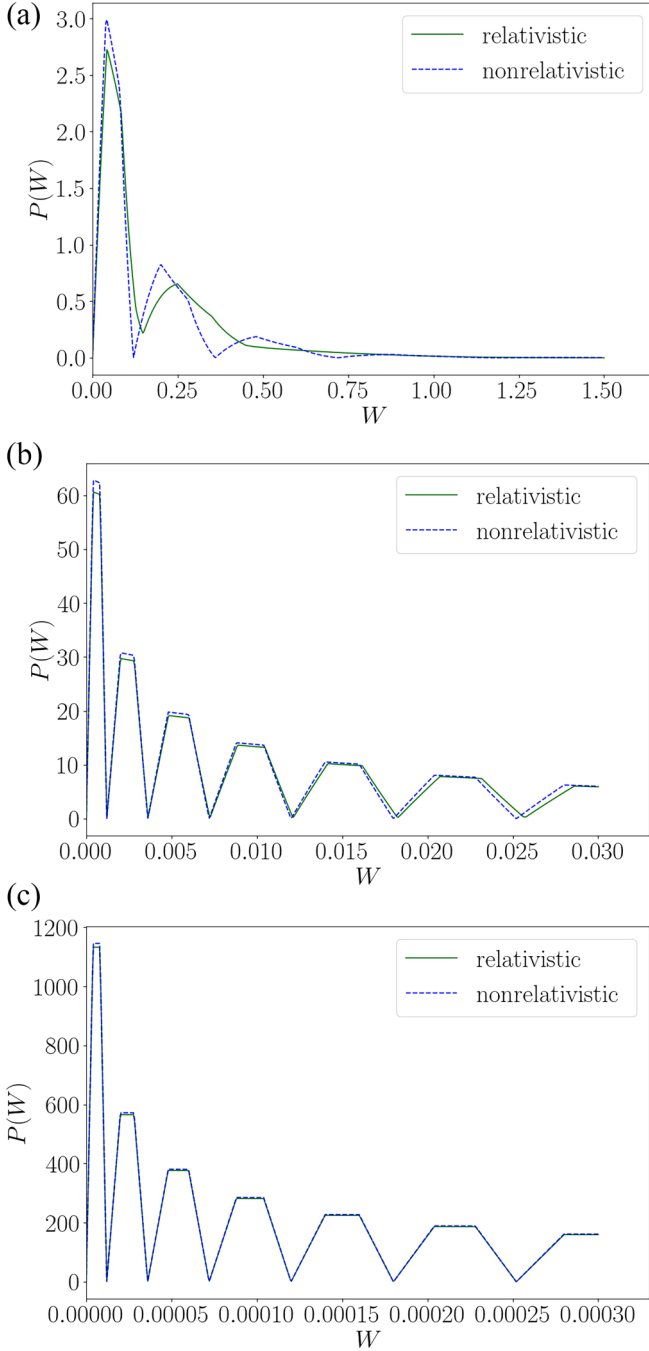 (a)
3.0
2.5
2.0
1.5
1.0
0.5
0.0
P(W)
relativistic
nonrelativistic
0.00 0.25 0.50 0.75 1.00 1.25 1.50
W
(b)
60
50
40
30
20
10
0
P(W)
relativistic
nonrelativistic
0.000 0.005 0.010 0.015 0.020 0.025 0.030
W
(c)
1200
1000
800
600
400
200
0
P(W)
relativistic
nonrelativistic
0.00000 0.00005 0.00010 0.00015 0.00020 0.00025 0.00030
W